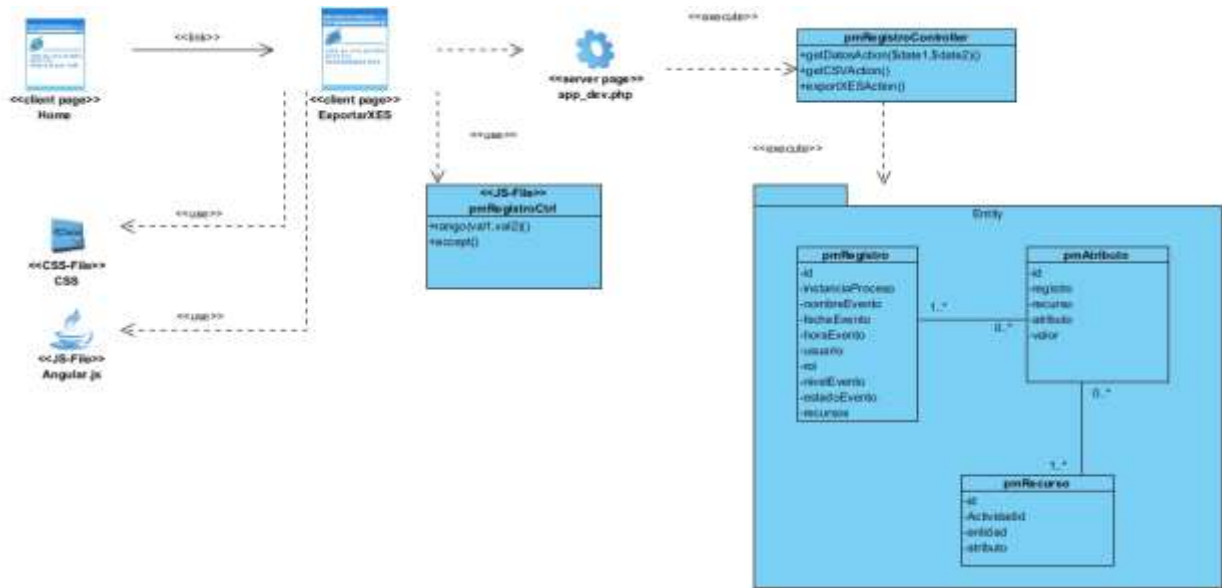 <<link>>
<<client page>>
Home
<<client page>>
ExportarXES
<<server page>>
app_dev.php
<<execute>>
pmRegistroController
+getDatosAction($date1,$date2)()
+getCSVAction()
+exportXESAction()
<<use>>
<<execute>>
<<JS-File>>
pmRegistroCtrl
+rango(val1,val2)()
+accept()
<<use>>
<<CSS-File>>
CSS
<<use>>
<<JS-File>>
Angular.js
Entity
pmRegistro
-id
-instanciaProceso
-nombreEvento
-fechaEvento
-horaEvento
-usuario
-rol
-nivelEvento
-estadoEvento
-recursos
1..*
0..*
pmAtributo
-id
-registro
-recurso
-atributo
-valor
0..*
1..*
pmRecurso
-id
-ActividadId
-entidad
-atributo